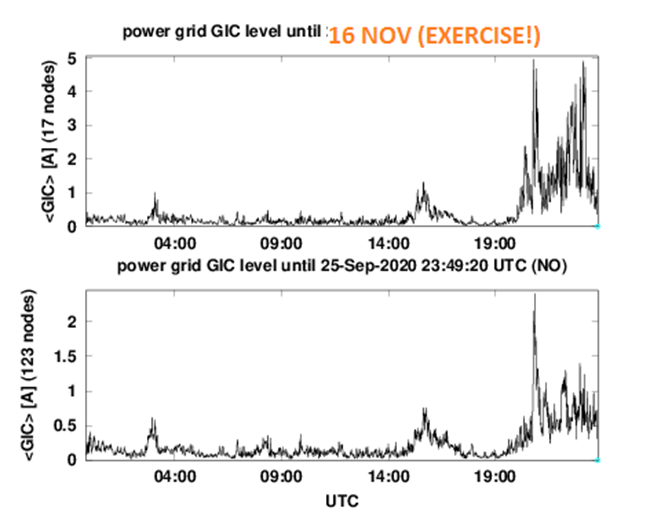 power grid GIC level until
16 NOV (EXERCISE!)
<GIC> [A] (17 nodes)
5
4
3
2
1
0
04:00 09:00 14:00 19:00
power grid GIC level until 25-Sep-2020 23:49:20 UTC (NO)
<GIC> [A] (123 nodes)
2
1.5
1
0.5
0
04:00 09:00 14:00 19:00
UTC